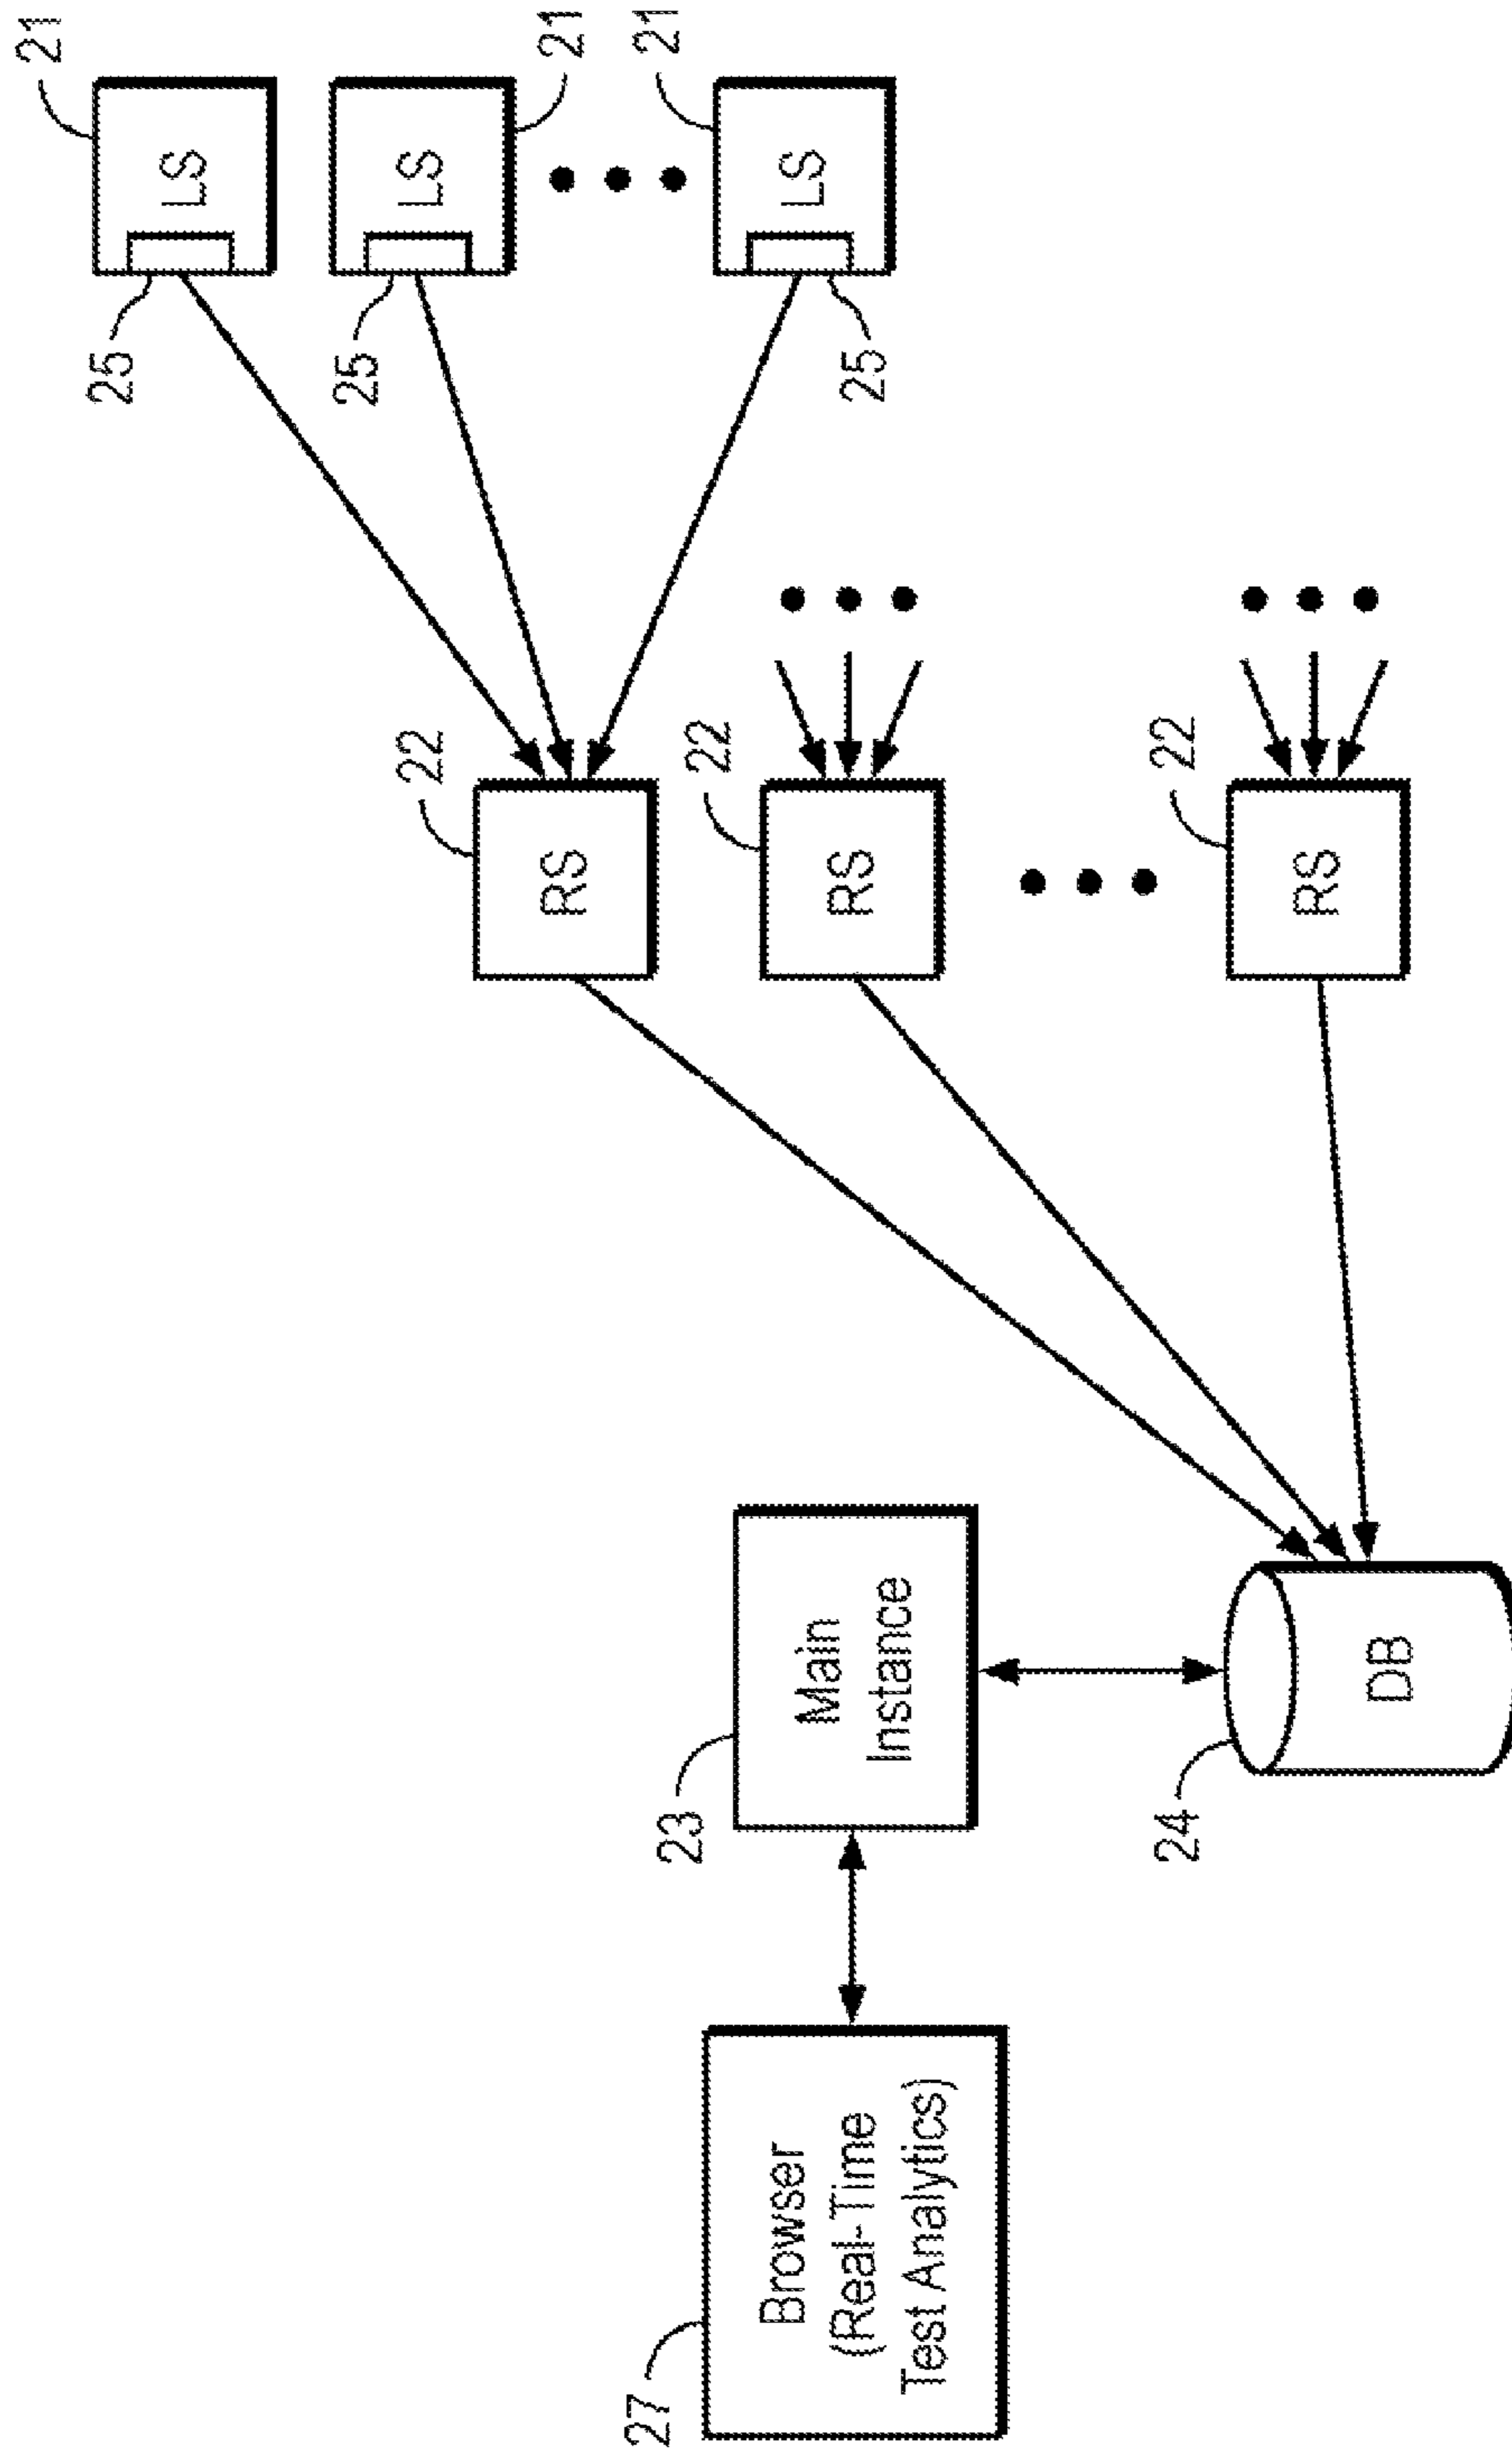 21
LS
25
21
LS
25
21
LS
25
22
RS
22
RS
22
RS
23
Main
Instance
24
DB
27
Browser
(Real-Time
Test Analytics)